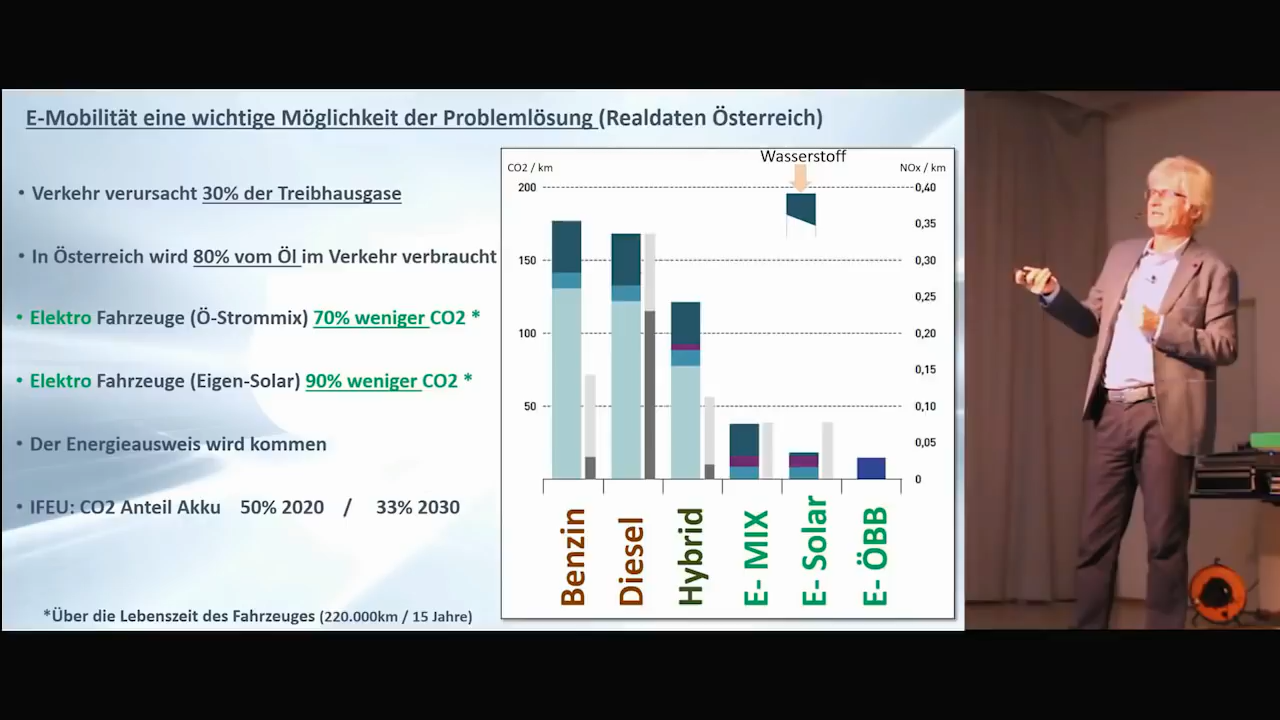 E-Mobilität eine wichtige Möglichkeit der Problemlösung (Realdaten Österreich)
• Verkehr verursacht 30% der Treibhausgase
• In Österreich wird 80% vom Öl im Verkehr verbraucht
• Elektro Fahrzeuge (Ö-Strommix) 70% weniger CO2 *
• Elektro Fahrzeuge (Eigen-Solar) 90% weniger CO2 *
• Der Energieausweis wird kommen
• IFEU: CO2 Anteil Akku 50% 2020 / 33% 2030
*Über die Lebenszeit des Fahrzeuges (220.000km / 15 Jahre)
Wasserstoff
CO2 / km
NOx / km
200
150
100
50
0,40
0,35
0,30
0,25
0,20
0,15
0,10
0,05
0
Benzin
Diesel
Hybrid
E- MIX
E- Solar
E- ÖBB